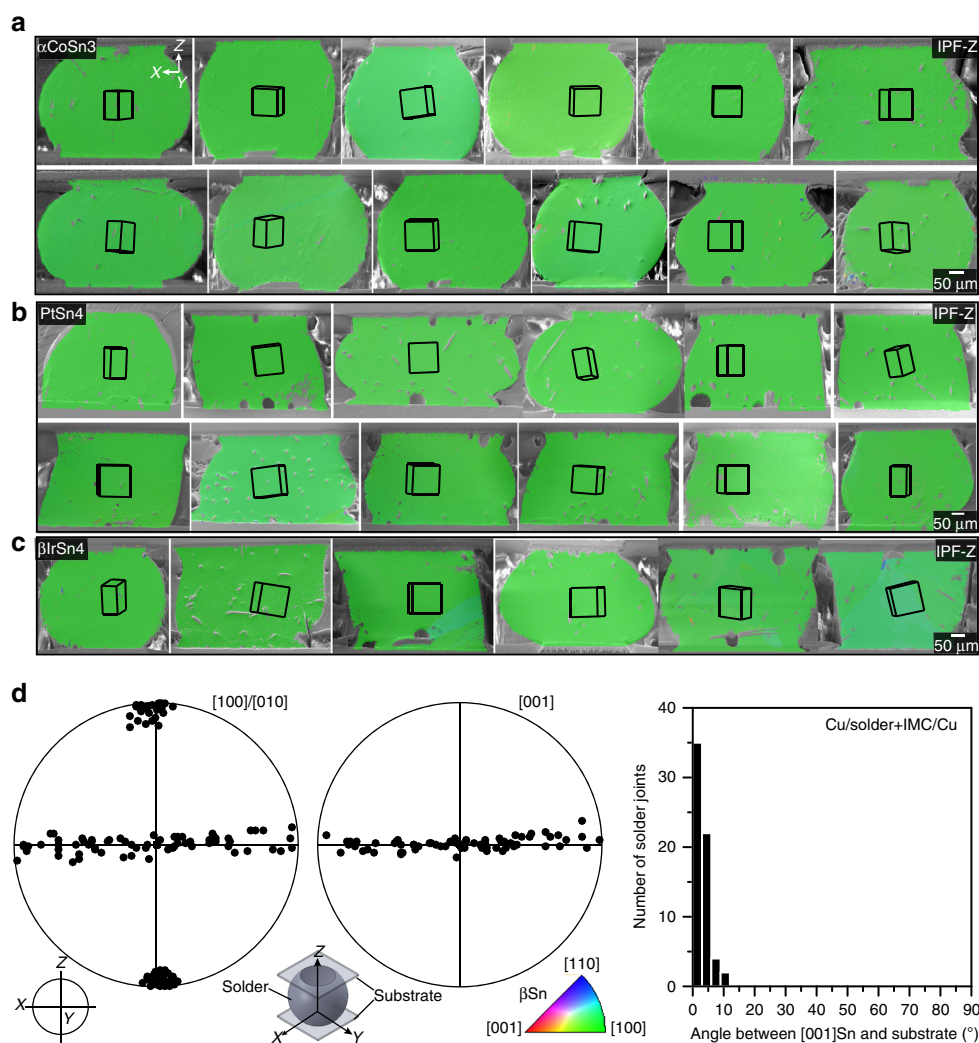 a
αCoSn3
IPF-Z
Z
X
Y
50 μm
b
PtSn4
IPF-Z
50 μm
c
βIrSn4
IPF-Z
50 μm
d
[100]/[010]
[001]
Cu/solder+IMC/Cu
Number of solder joints
40
30
20
10
0
0 10 20 30 40 50 60 70 80 90
Angle between [001]Sn and substrate (°)
Z
X
Y
Z
Solder
Substrate
X
Y
[110]
βSn
[001]
[100]